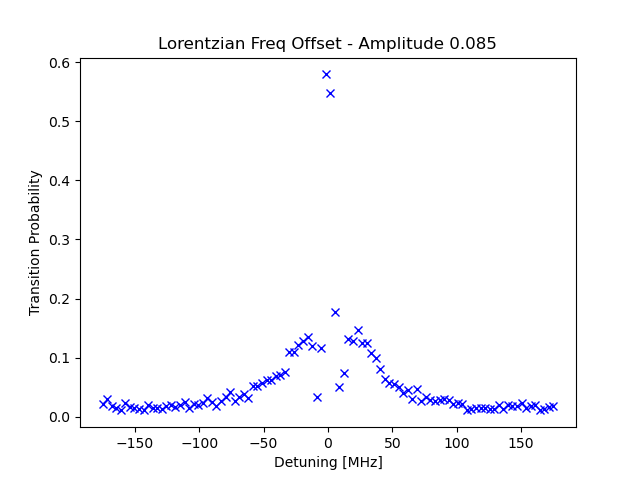 Lorentzian Freq Offset - Amplitude 0.085
0.6
0.5
0.4
0.3
0.2
0.1
0.0
Transition Probability
−150 −100 −50 0 50 100 150
Detuning [MHz]